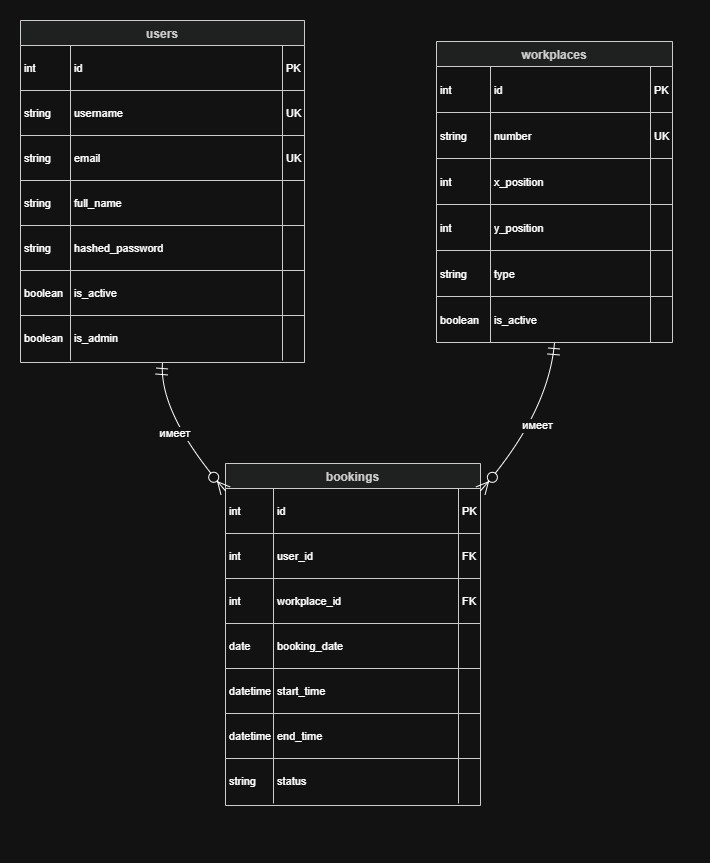 users
int id PK
string username UK
string email UK
string full_name
string hashed_password
boolean is_active
boolean is_admin
workplaces
int id PK
string number UK
int x_position
int y_position
string type
boolean is_active
имеет
имеет
bookings
int id PK
int user_id FK
int workplace_id FK
date booking_date
datetime start_time
datetime end_time
string status